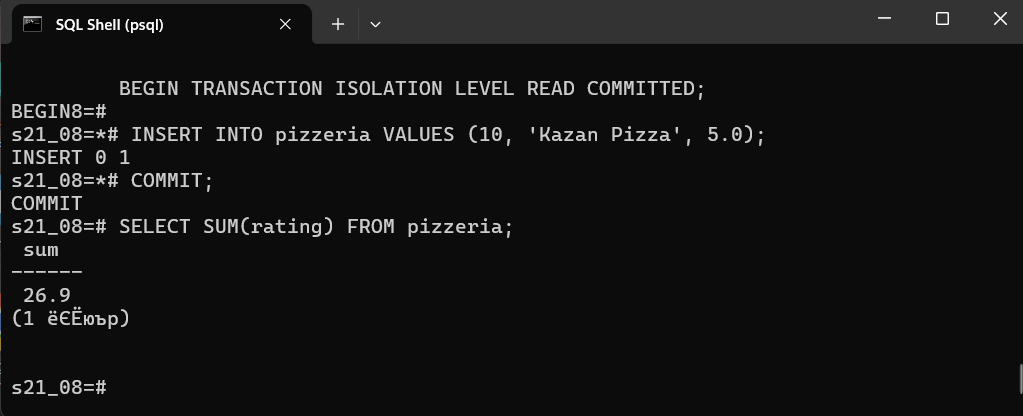 SQL Shell (psql)
BEGIN TRANSACTION ISOLATION LEVEL READ COMMITTED;
BEGIN8=#
s21_08=*# INSERT INTO pizzeria VALUES (10, 'Kazan Pizza', 5.0);
INSERT 0 1
s21_08=*# COMMIT;
COMMIT
s21_08=# SELECT SUM(rating) FROM pizzeria;
sum
------
26.9
(1 ёЄЁюър)
s21_08=#